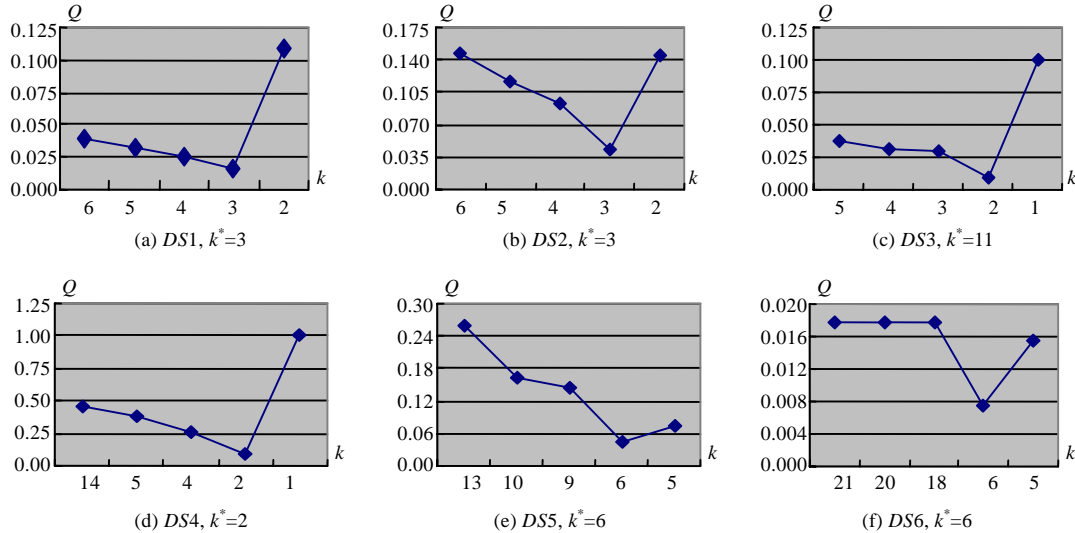 Q
0.125
0.100
0.075
0.050
0.025
0.000
k
6 5 4 3 2
(a) DS1, k*=3
Q
0.175
0.140
0.105
0.070
0.035
0.000
k
6 5 4 3 2
(b) DS2, k*=3
Q
0.125
0.100
0.075
0.050
0.025
0.000
k
5 4 3 2 1
(c) DS3, k*=11
Q
1.25
1.00
0.75
0.50
0.25
0.00
k
14 5 4 2 1
(d) DS4, k*=2
Q
0.30
0.24
0.18
0.12
0.06
0.00
k
13 10 9 6 5
(e) DS5, k*=6
Q
0.020
0.016
0.012
0.008
0.004
0.000
k
21 20 18 6 5
(f) DS6, k*=6